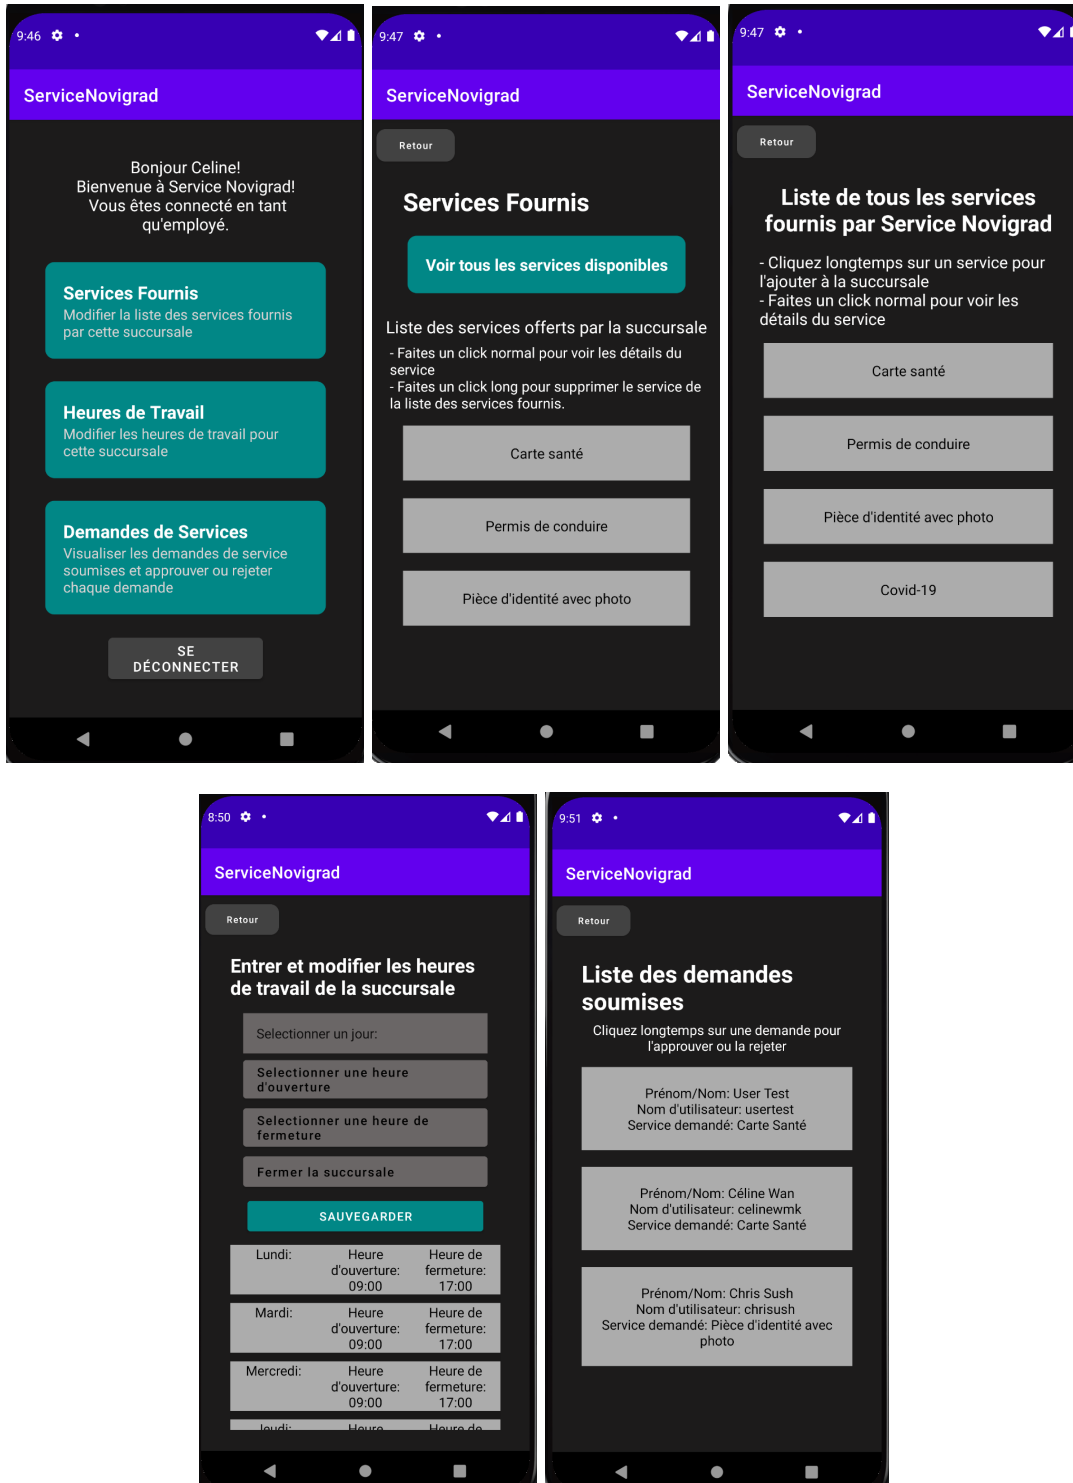 9:46
ServiceNovigrad
Bonjour Celine!
Bienvenue à Service Novigrad!
Vous êtes connecté en tant
qu'employé.
Services Fournis
Modifier la liste des services fournis
par cette succursale
Heures de Travail
Modifier les heures de travail pour
cette succursale
Demandes de Services
Visualiser les demandes de service
soumises et approuver ou rejeter
chaque demande
SE
DÉCONNECTER
9:47
ServiceNovigrad
Retour
Services Fournis
Voir tous les services disponibles
Liste des services offerts par la succursale
- Faites un click normal pour voir les détails du
service
- Faites un click long pour supprimer le service de
la liste des services fournis.
Carte santé
Permis de conduire
Pièce d'identité avec photo
9:47
ServiceNovigrad
Retour
Liste de tous les services
fournis par Service Novigrad
- Cliquez longtemps sur un service pour
l'ajouter à la succursale
- Faites un click normal pour voir les
détails du service
Carte santé
Permis de conduire
Pièce d'identité avec photo
Covid-19
8:50
ServiceNovigrad
Retour
Entrer et modifier les heures
de travail de la succursale
Selectionner un jour:
Selectionner une heure
d'ouverture
Selectionner une heure de
fermeture
Fermer la succursale
SAUVEGARDER
Lundi: Heure d'ouverture: 09:00 Heure de fermeture: 17:00
Mardi: Heure d'ouverture: 09:00 Heure de fermeture: 17:00
Mercredi: Heure d'ouverture: 09:00 Heure de fermeture: 17:00
Jeudi: Heure Heure de
9:51
ServiceNovigrad
Retour
Liste des demandes
soumises
Cliquez longtemps sur une demande pour
l'approuver ou la rejeter
Prénom/Nom: User Test
Nom d'utilisateur: usertest
Service demandé: Carte Santé
Prénom/Nom: Céline Wan
Nom d'utilisateur: celinewmk
Service demandé: Carte Santé
Prénom/Nom: Chris Sush
Nom d'utilisateur: chrisush
Service demandé: Pièce d'identité avec
photo